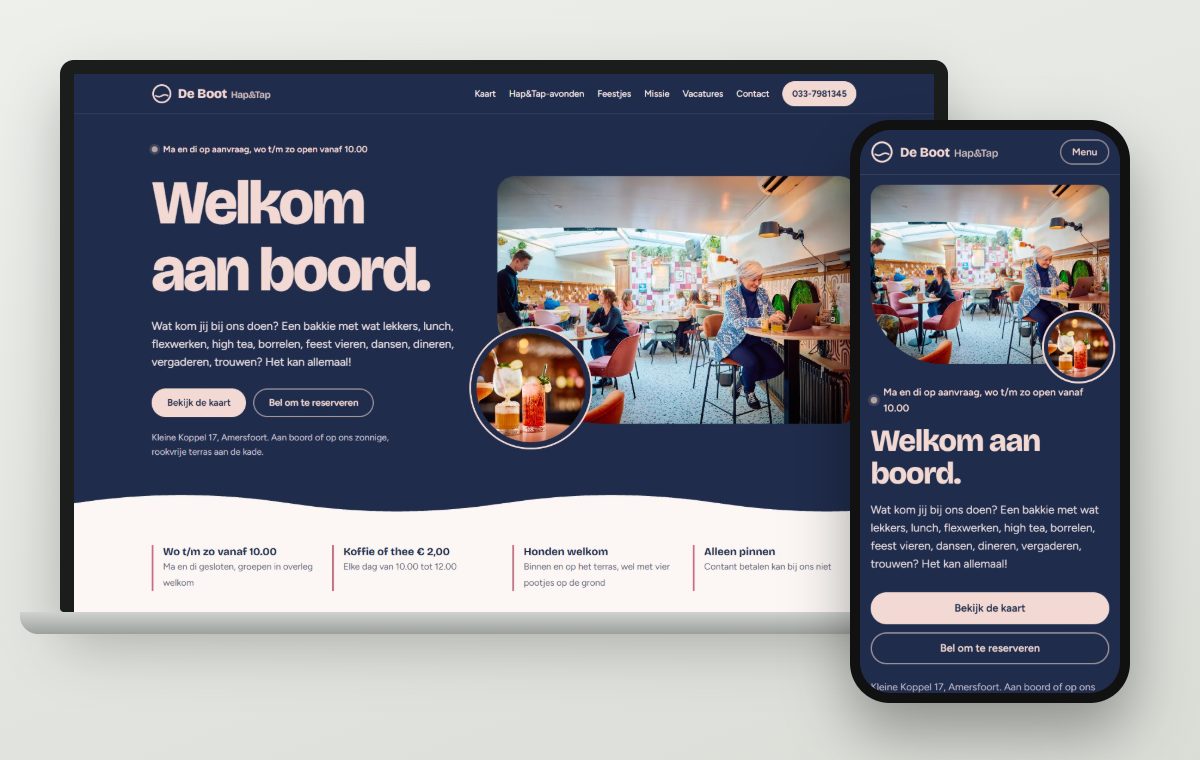 De Boot Hap&Tap
Kaart Hap&Tap-avonden Feestjes Missie Vacatures Contact 033-7981345
Ma en di op aanvraag, wo t/m zo open vanaf 10.00
Welkom
aan boord.
Wat kom jij bij ons doen? Een bakkie met wat lekkers, lunch,
flexwerken, high tea, borrelen, feest vieren, dansen, dineren,
vergaderen, trouwen? Het kan allemaal!
Bekijk de kaart Bel om te reserveren
Kleine Koppel 17, Amersfoort. Aan boord of op ons zonnige,
rookvrije terras aan de kade.
Wo t/m zo vanaf 10.00
Ma en di gesloten, groepen in overleg
welkom
Koffie of thee € 2,00
Elke dag van 10.00 tot 12.00
Honden welkom
Binnen en op het terras, wel met vier
pootjes op de grond
Alleen pinnen
Contant betalen kan bij ons niet
De Boot Hap&Tap
Menu
Ma en di op aanvraag, wo t/m zo open vanaf
10.00
Welkom aan
boord.
Wat kom jij bij ons doen? Een bakkie met wat
lekkers, lunch, flexwerken, high tea, borrelen,
feest vieren, dansen, dineren, vergaderen,
trouwen? Het kan allemaal!
Bekijk de kaart
Bel om te reserveren
Kleine Koppel 17, Amersfoort. Aan boord of op ons